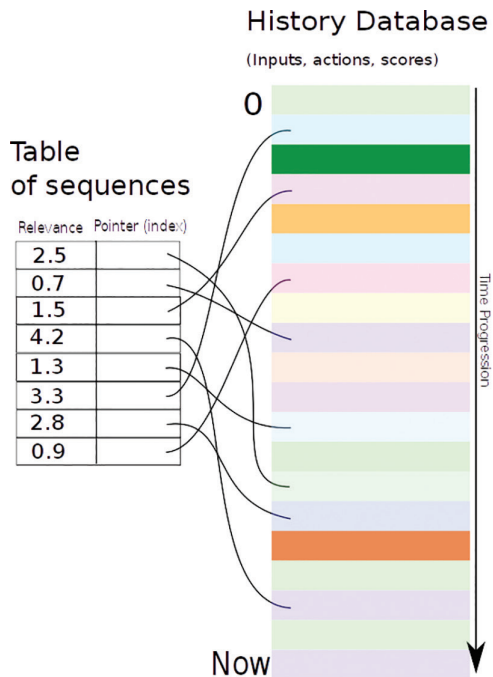 History Database
(Inputs, actions, scores)
0
Table
of sequences
Relevance Pointer (index)
2.5
0.7
1.5
4.2
1.3
3.3
2.8
0.9
Time Progression
Now